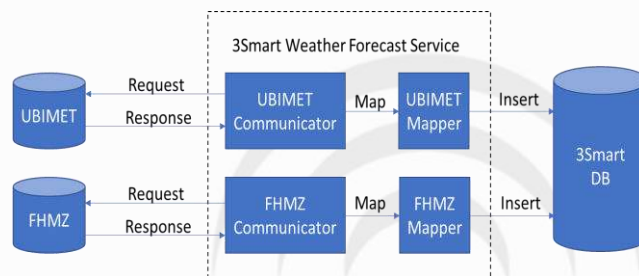 3Smart Weather Forecast Service
Request
UBIMET
Response
UBIMET
Communicator
Map
UBIMET
Mapper
Insert
3Smart
DB
Request
FHMZ
Response
FHMZ
Communicator
Map
FHMZ
Mapper
Insert